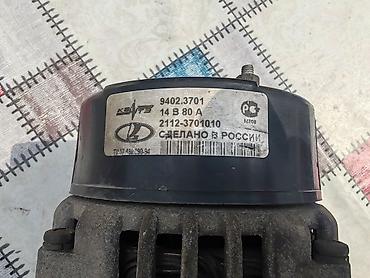 КЗАТЭ 9402.3701
14 В 80 А
2112-3701010
СДЕЛАНО В РОССИИ